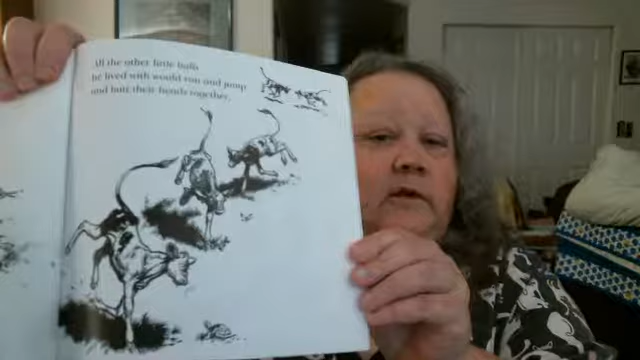 All the other little bulls
he lived with would run and jump
and butt their heads together,